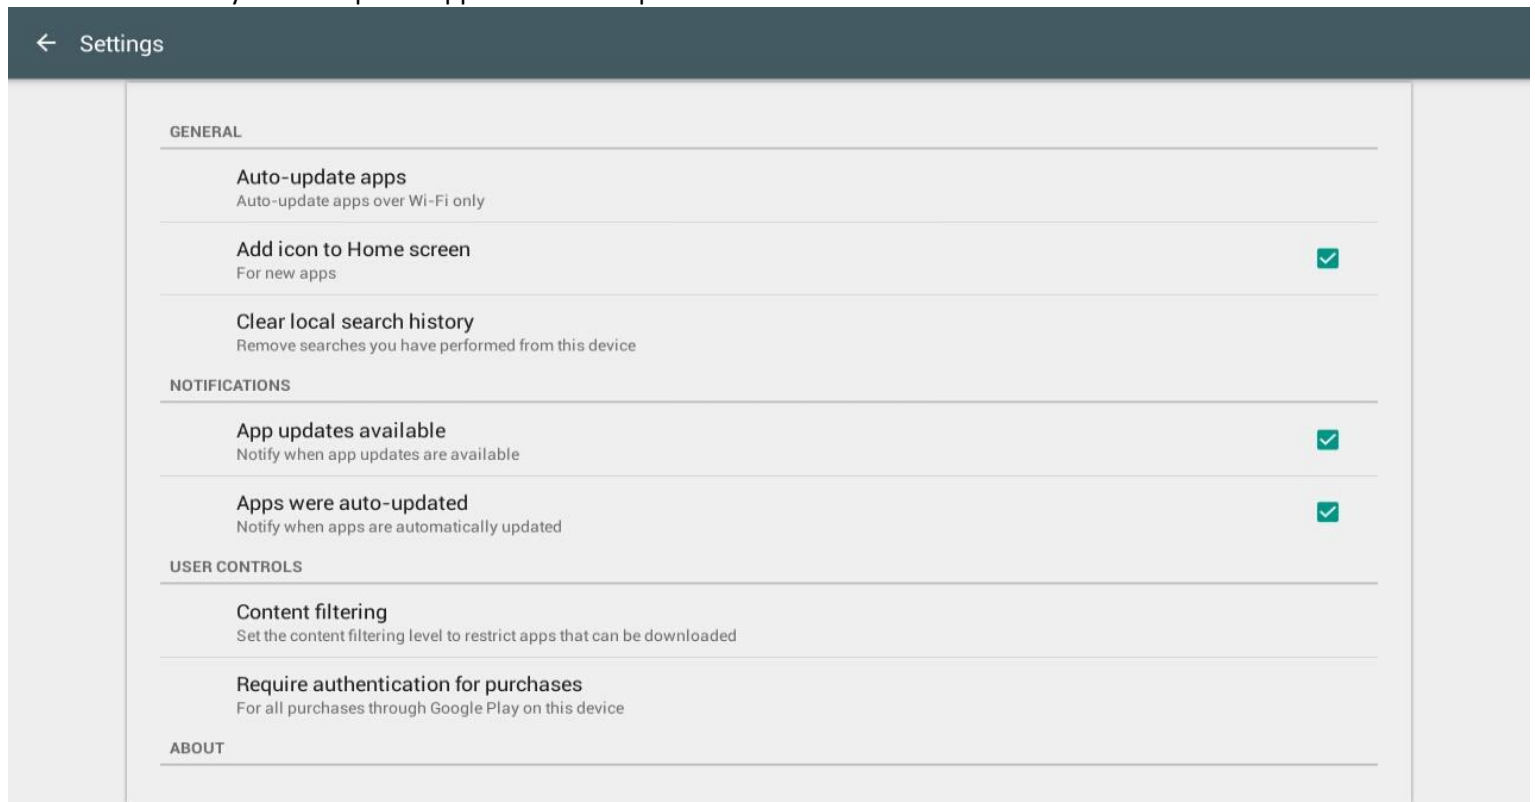 Settings
GENERAL
Auto-update apps
Auto-update apps over Wi-Fi only
Add icon to Home screen
For new apps
Clear local search history
Remove searches you have performed from this device
NOTIFICATIONS
App updates available
Notify when app updates are available
Apps were auto-updated
Notify when apps are automatically updated
USER CONTROLS
Content filtering
Set the content filtering level to restrict apps that can be downloaded
Require authentication for purchases
For all purchases through Google Play on this device
ABOUT